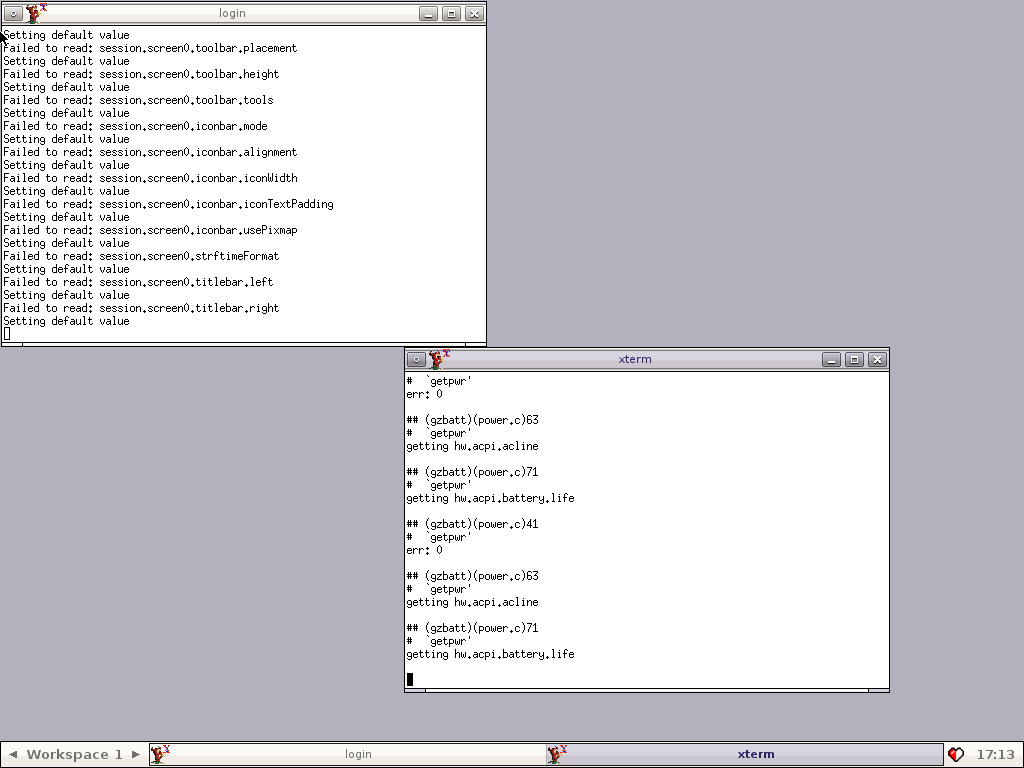 login
Setting default value
Failed to read: session.screen0.toolbar.placement
Setting default value
Failed to read: session.screen0.toolbar.height
Setting default value
Failed to read: session.screen0.toolbar.tools
Setting default value
Failed to read: session.screen0.iconbar.mode
Setting default value
Failed to read: session.screen0.iconbar.alignment
Setting default value
Failed to read: session.screen0.iconbar.iconWidth
Setting default value
Failed to read: session.screen0.iconbar.iconTextPadding
Setting default value
Failed to read: session.screen0.iconbar.usePixmap
Setting default value
Failed to read: session.screen0.strftimeFormat
Setting default value
Failed to read: session.screen0.titlebar.left
Setting default value
Failed to read: session.screen0.titlebar.right
Setting default value
xterm
#  `getpwr'
err: 0
## (gzbatt)(power.c)63
#  `getpwr'
getting hw.acpi.acline
## (gzbatt)(power.c)71
#  `getpwr'
getting hw.acpi.battery.life
## (gzbatt)(power.c)41
#  `getpwr'
err: 0
## (gzbatt)(power.c)63
#  `getpwr'
getting hw.acpi.acline
## (gzbatt)(power.c)71
#  `getpwr'
getting hw.acpi.battery.life
Workspace 1 login xterm 17:13